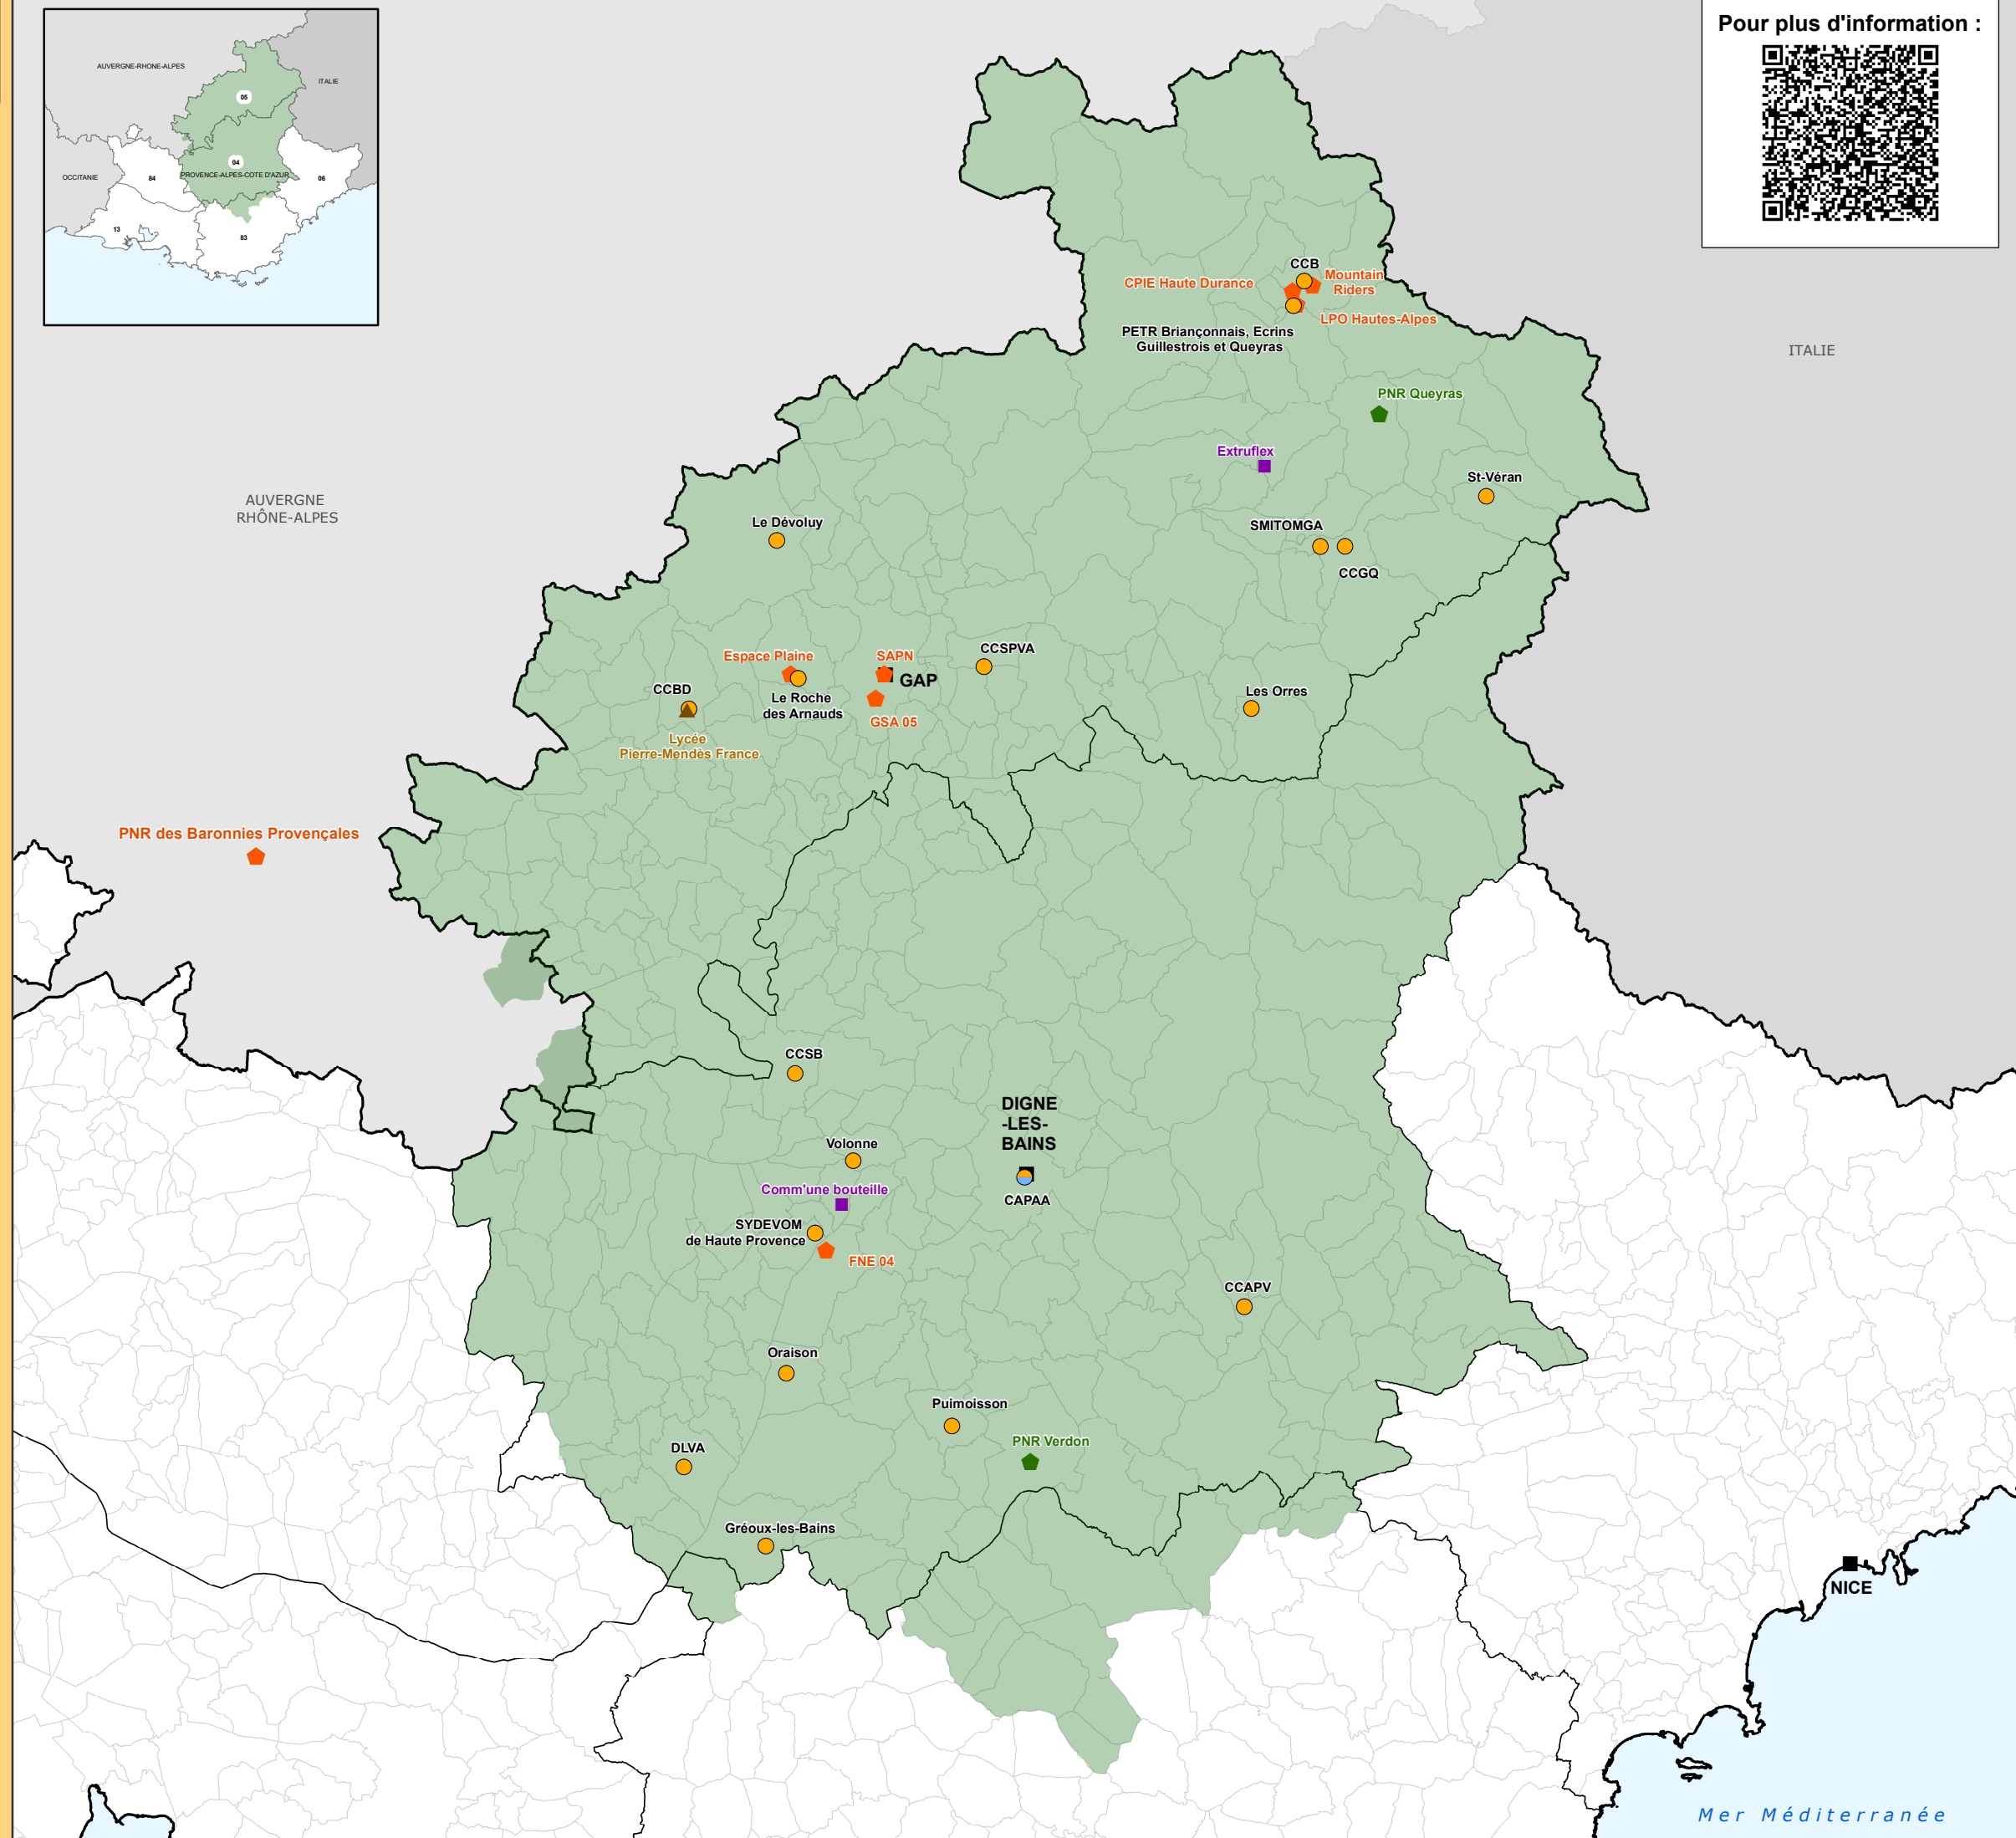 Pour plus d'information :
AUVERGNE-RHONE-ALPES
ITALIE
05
04
PROVENCE-ALPES-COTE D'AZUR
OCCITANIE
84
06
13
83
CCB
CPIE Haute Durance
Mountain
Riders
LPO Hautes-Alpes
PETR Briançonnais, Ecrins
Guillestrois et Queyras
ITALIE
PNR Queyras
Extruflex
St-Véran
AUVERGNE
RHÔNE-ALPES
Le Dévoluy
SMITOMGA
CCGQ
CCSPVA
Espace Plaine
SAPN
GAP
CCBD
Le Roche
des Arnauds
Les Orres
GSA 05
Lycée
Pierre-Mendès France
PNR des Baronnies Provençales
CCSB
DIGNE
-LES-
BAINS
Volonne
Comm'une bouteille
CAPAA
SYDEVOM
de Haute Provence
FNE 04
CCAPV
Oraison
Puimoisson
PNR Verdon
DLVA
Gréoux-les-Bains
NICE
Mer Méditerranée